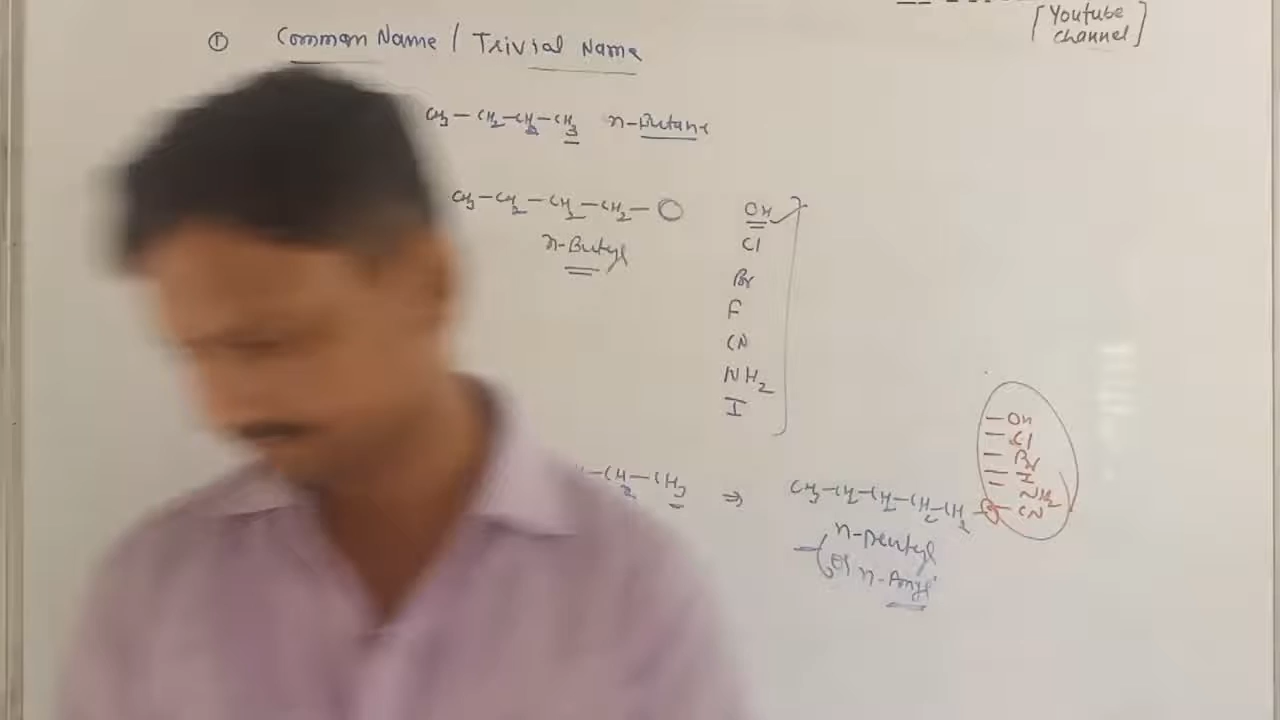 [Youtube
channel]
① Common Name / Trivial Name
CH3 — CH2 — CH2 — CH3 n-Butane
CH3 — CH2 — CH2 — CH2 — O
n-Butyl
OH
Cl
Br
F
CN
NH2
I
— CH2 — CH3 ⇒ CH3 — CH2 — CH2 — CH2 — CH2 —
— OH
— Cl
— Br
— I
— NH2
— CN
n-Pentyl
or n-Amyl